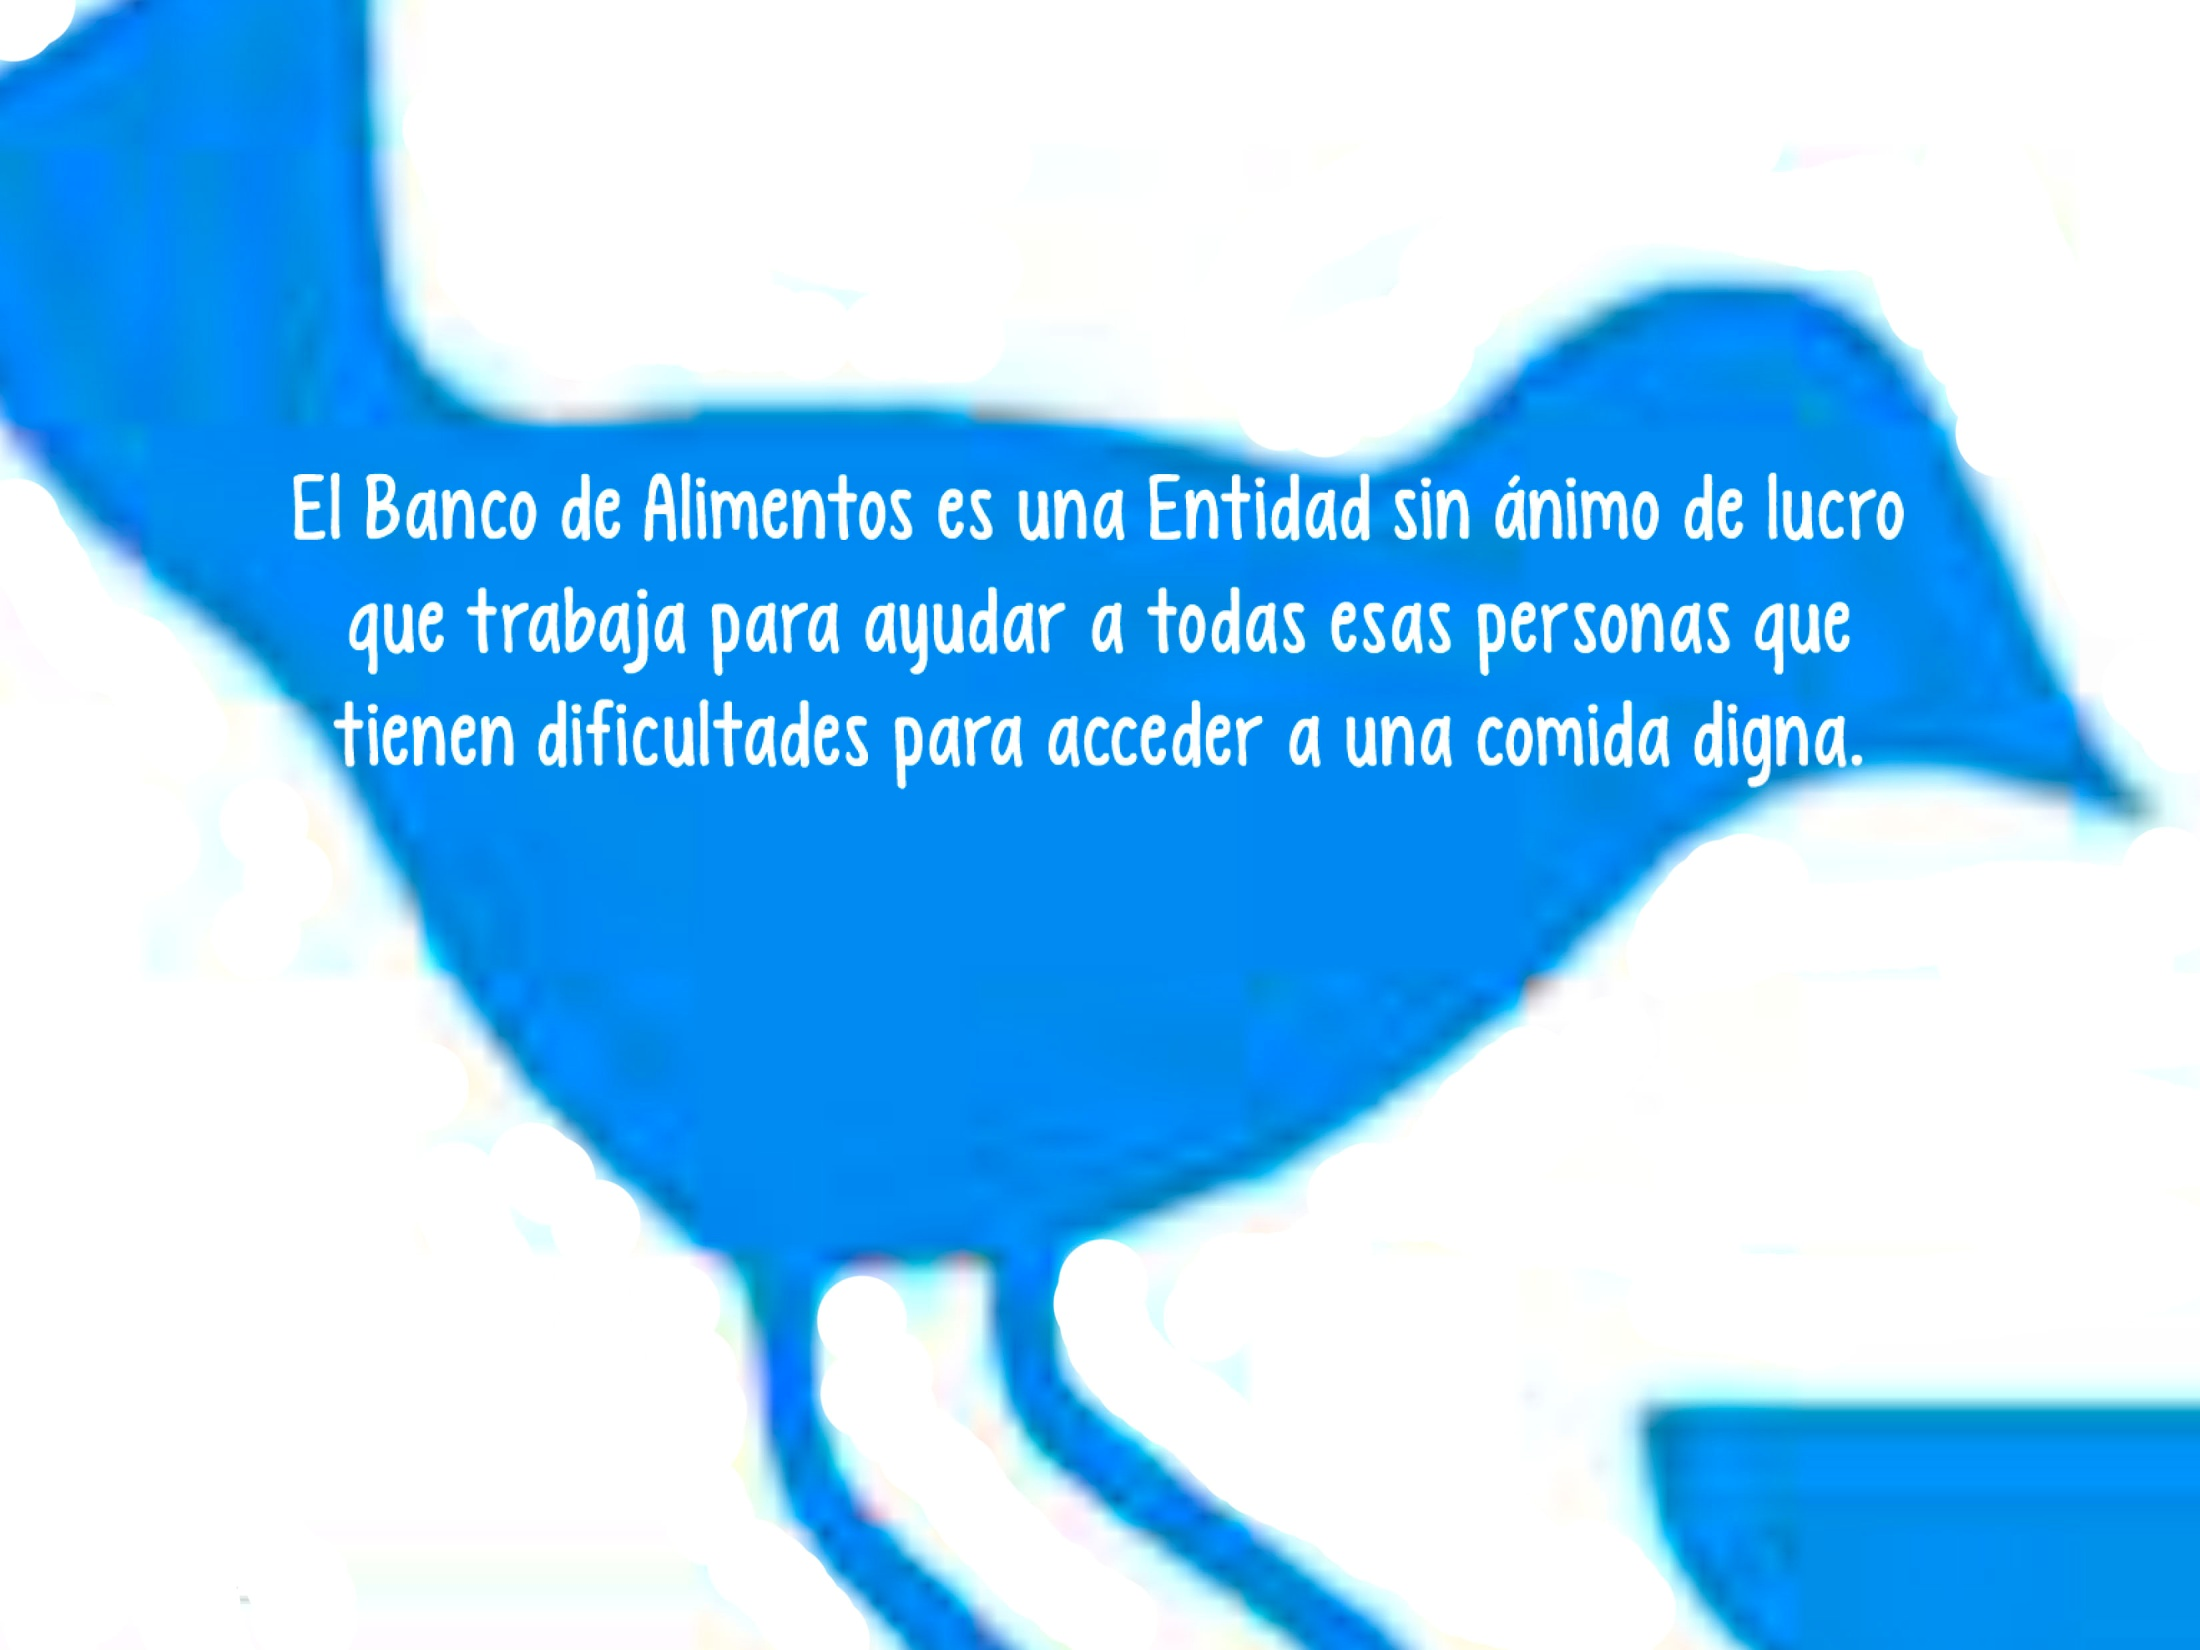 El Banco de Alimentos es una Entidad sin ánimo de lucro
que trabaja para ayudar a todas esas personas que
tienen dificultades para acceder a una comida digna.